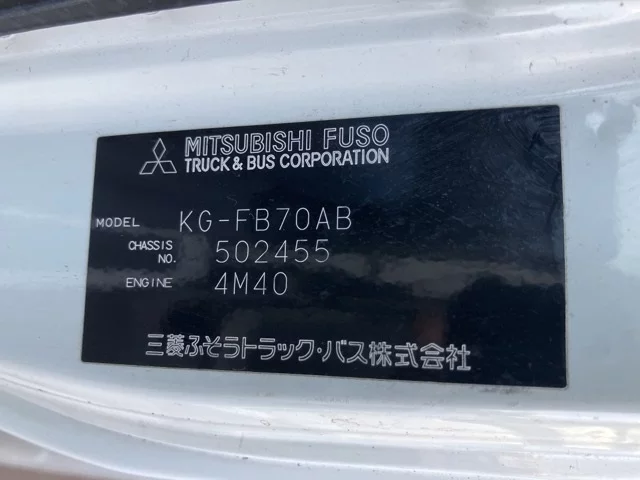 MITSUBISHI FUSO
TRUCK & BUS CORPORATION
MODEL KG-FB70AB
CHASSIS NO. 502455
ENGINE 4M40
三菱ふそうトラック・バス株式会社